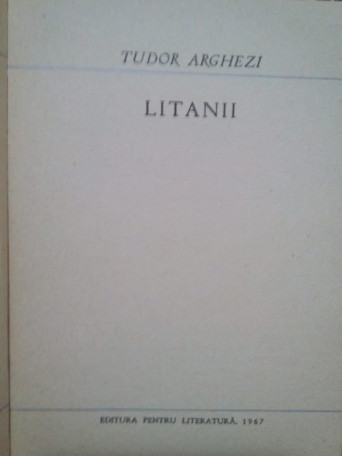 TUDOR ARGHEZI
LITANII
EDITURA PENTRU LITERATURĂ, 1967